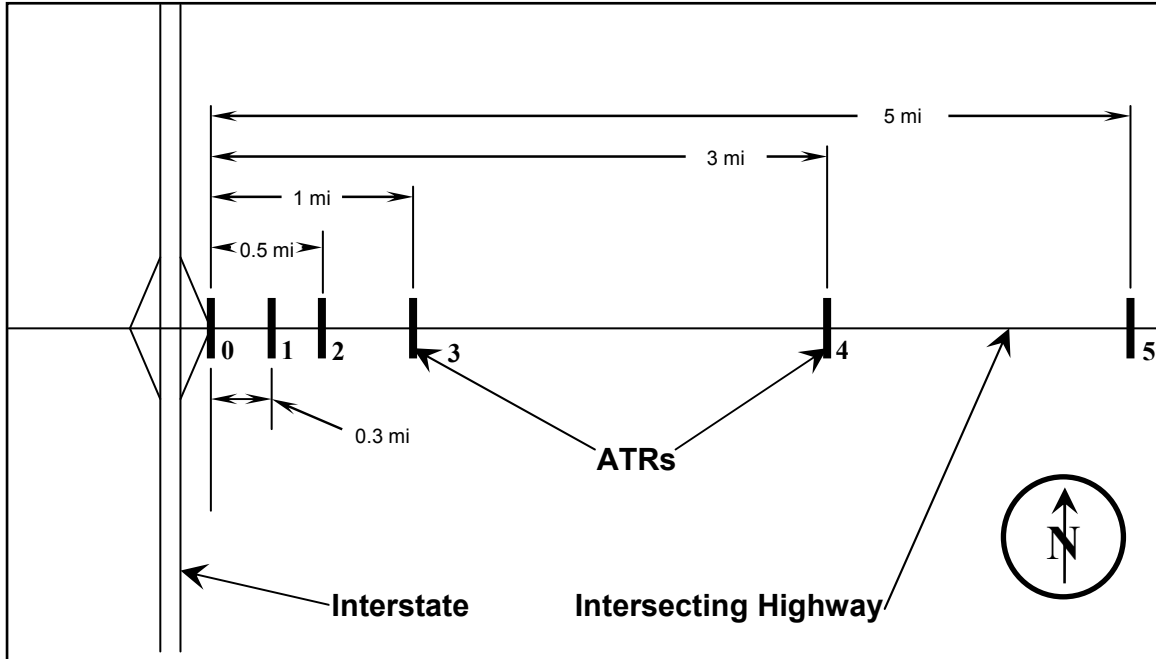 5 mi
3 mi
1 mi
0.5 mi
0 1 2 3 4 5
0.3 mi
ATRs
N
Interstate Intersecting Highway